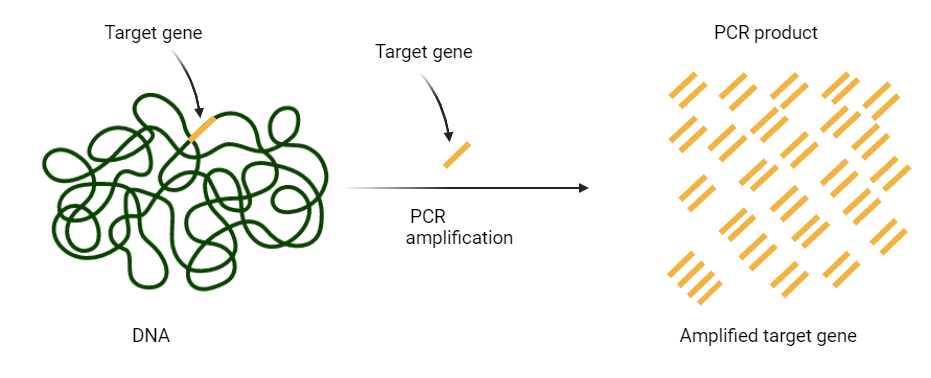 Target gene
Target gene
PCR product
PCR
amplification
DNA
Amplified target gene